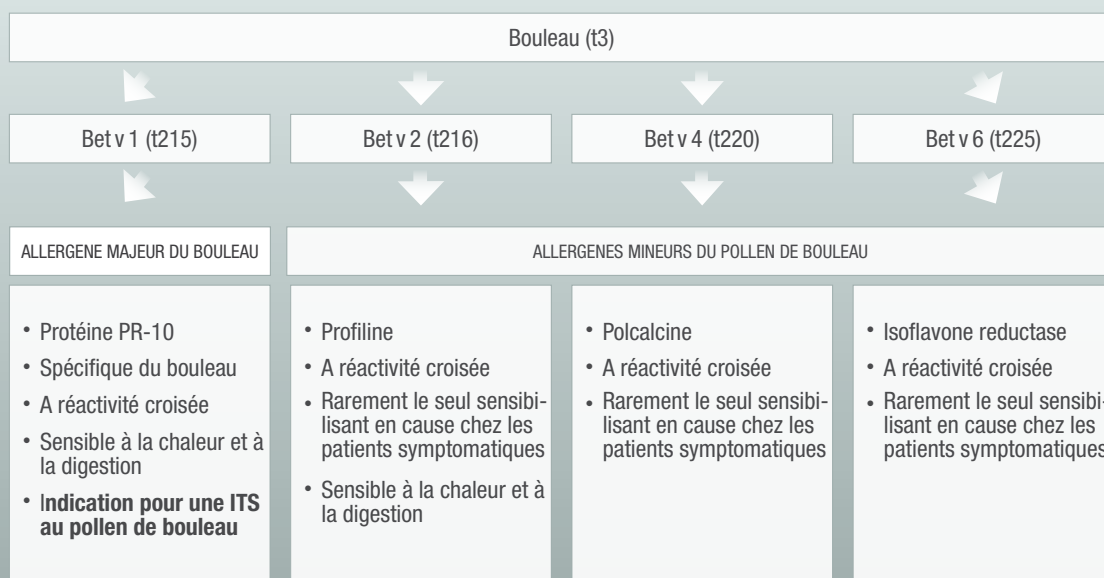 Bouleau (t3)
Bet v 1 (t215)
Bet v 2 (t216)
Bet v 4 (t220)
Bet v 6 (t225)
ALLERGENE MAJEUR DU BOULEAU
ALLERGENES MINEURS DU POLLEN DE BOULEAU
• Protéine PR-10
• Spécifique du bouleau
• A réactivité croisée
• Sensible à la chaleur et à
la digestion
• Indication pour une ITS
au pollen de bouleau
• Profiline
• A réactivité croisée
• Rarement le seul sensibi-
lisant en cause chez les
patients symptomatiques
• Sensible à la chaleur et à
la digestion
• Polcalcine
• A réactivité croisée
• Rarement le seul sensibi-
lisant en cause chez les
patients symptomatiques
• Isoflavone reductase
• A réactivité croisée
• Rarement le seul sensibi-
lisant en cause chez les
patients symptomatiques